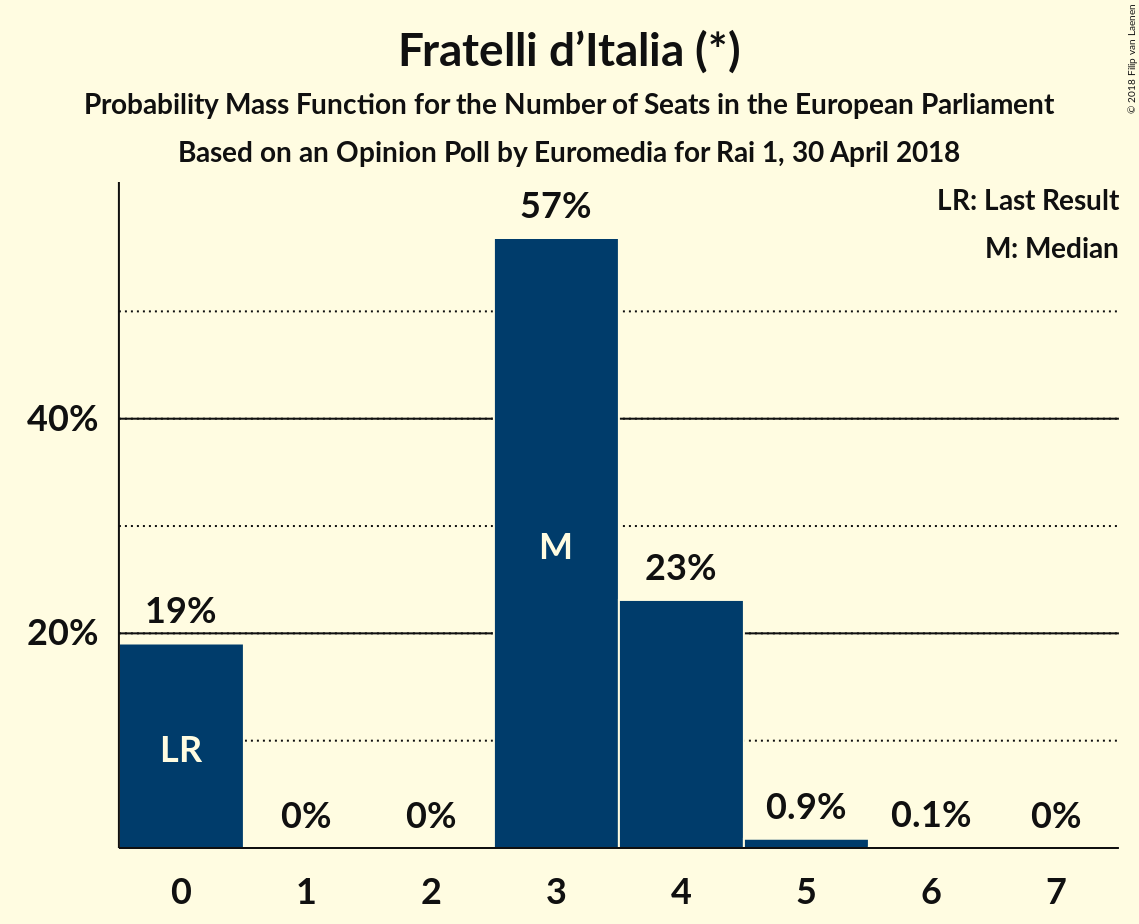 Fratelli d’Italia (*)
Probability Mass Function for the Number of Seats in the European Parliament
Based on an Opinion Poll by Euromedia for Rai 1, 30 April 2018
© 2018 Filip van Laenen
LR: Last Result
M: Median
57%
40%
M
23%
19%
20%
LR
0%
0%
0.9%
0.1%
0%
0 1 2 3 4 5 6 7